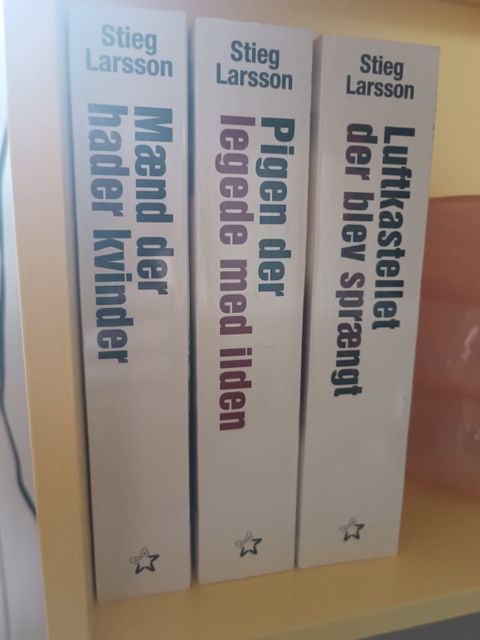 Stieg
Larsson
Mænd der
hader kvinder
Stieg
Larsson
Pigen der
legede med ilden
Stieg
Larsson
Luftkastellet
der blev sprængt